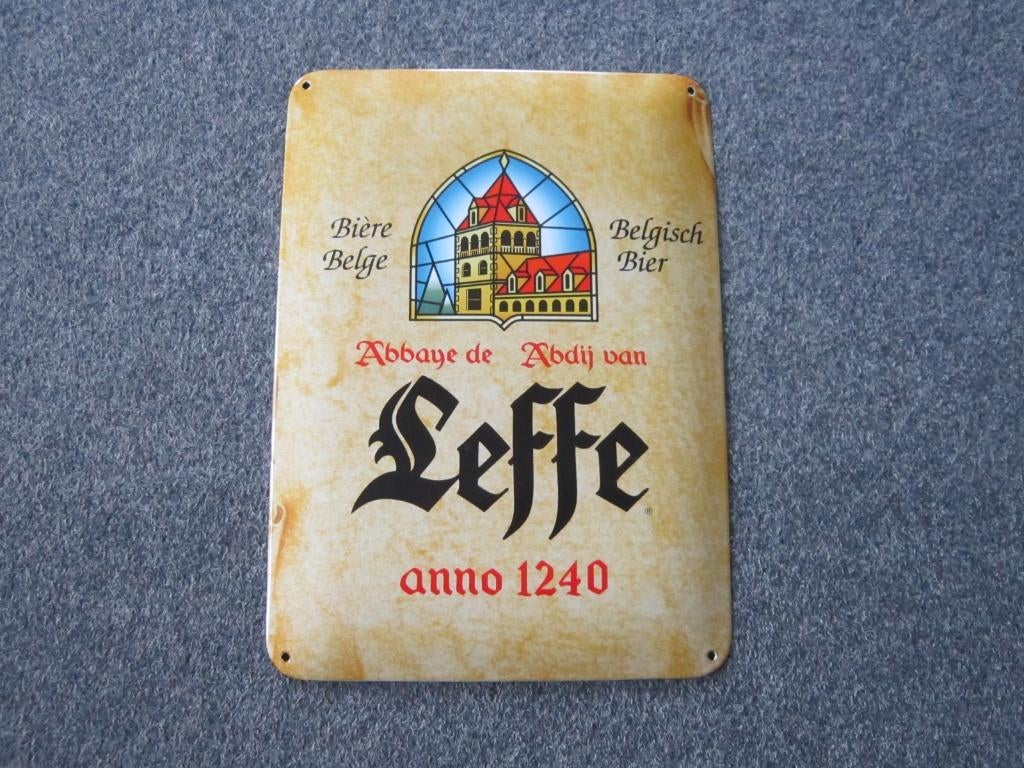 Bière
Belge
Belgisch
Bier
Abbaye de Abdij van
Leffe®
anno 1240